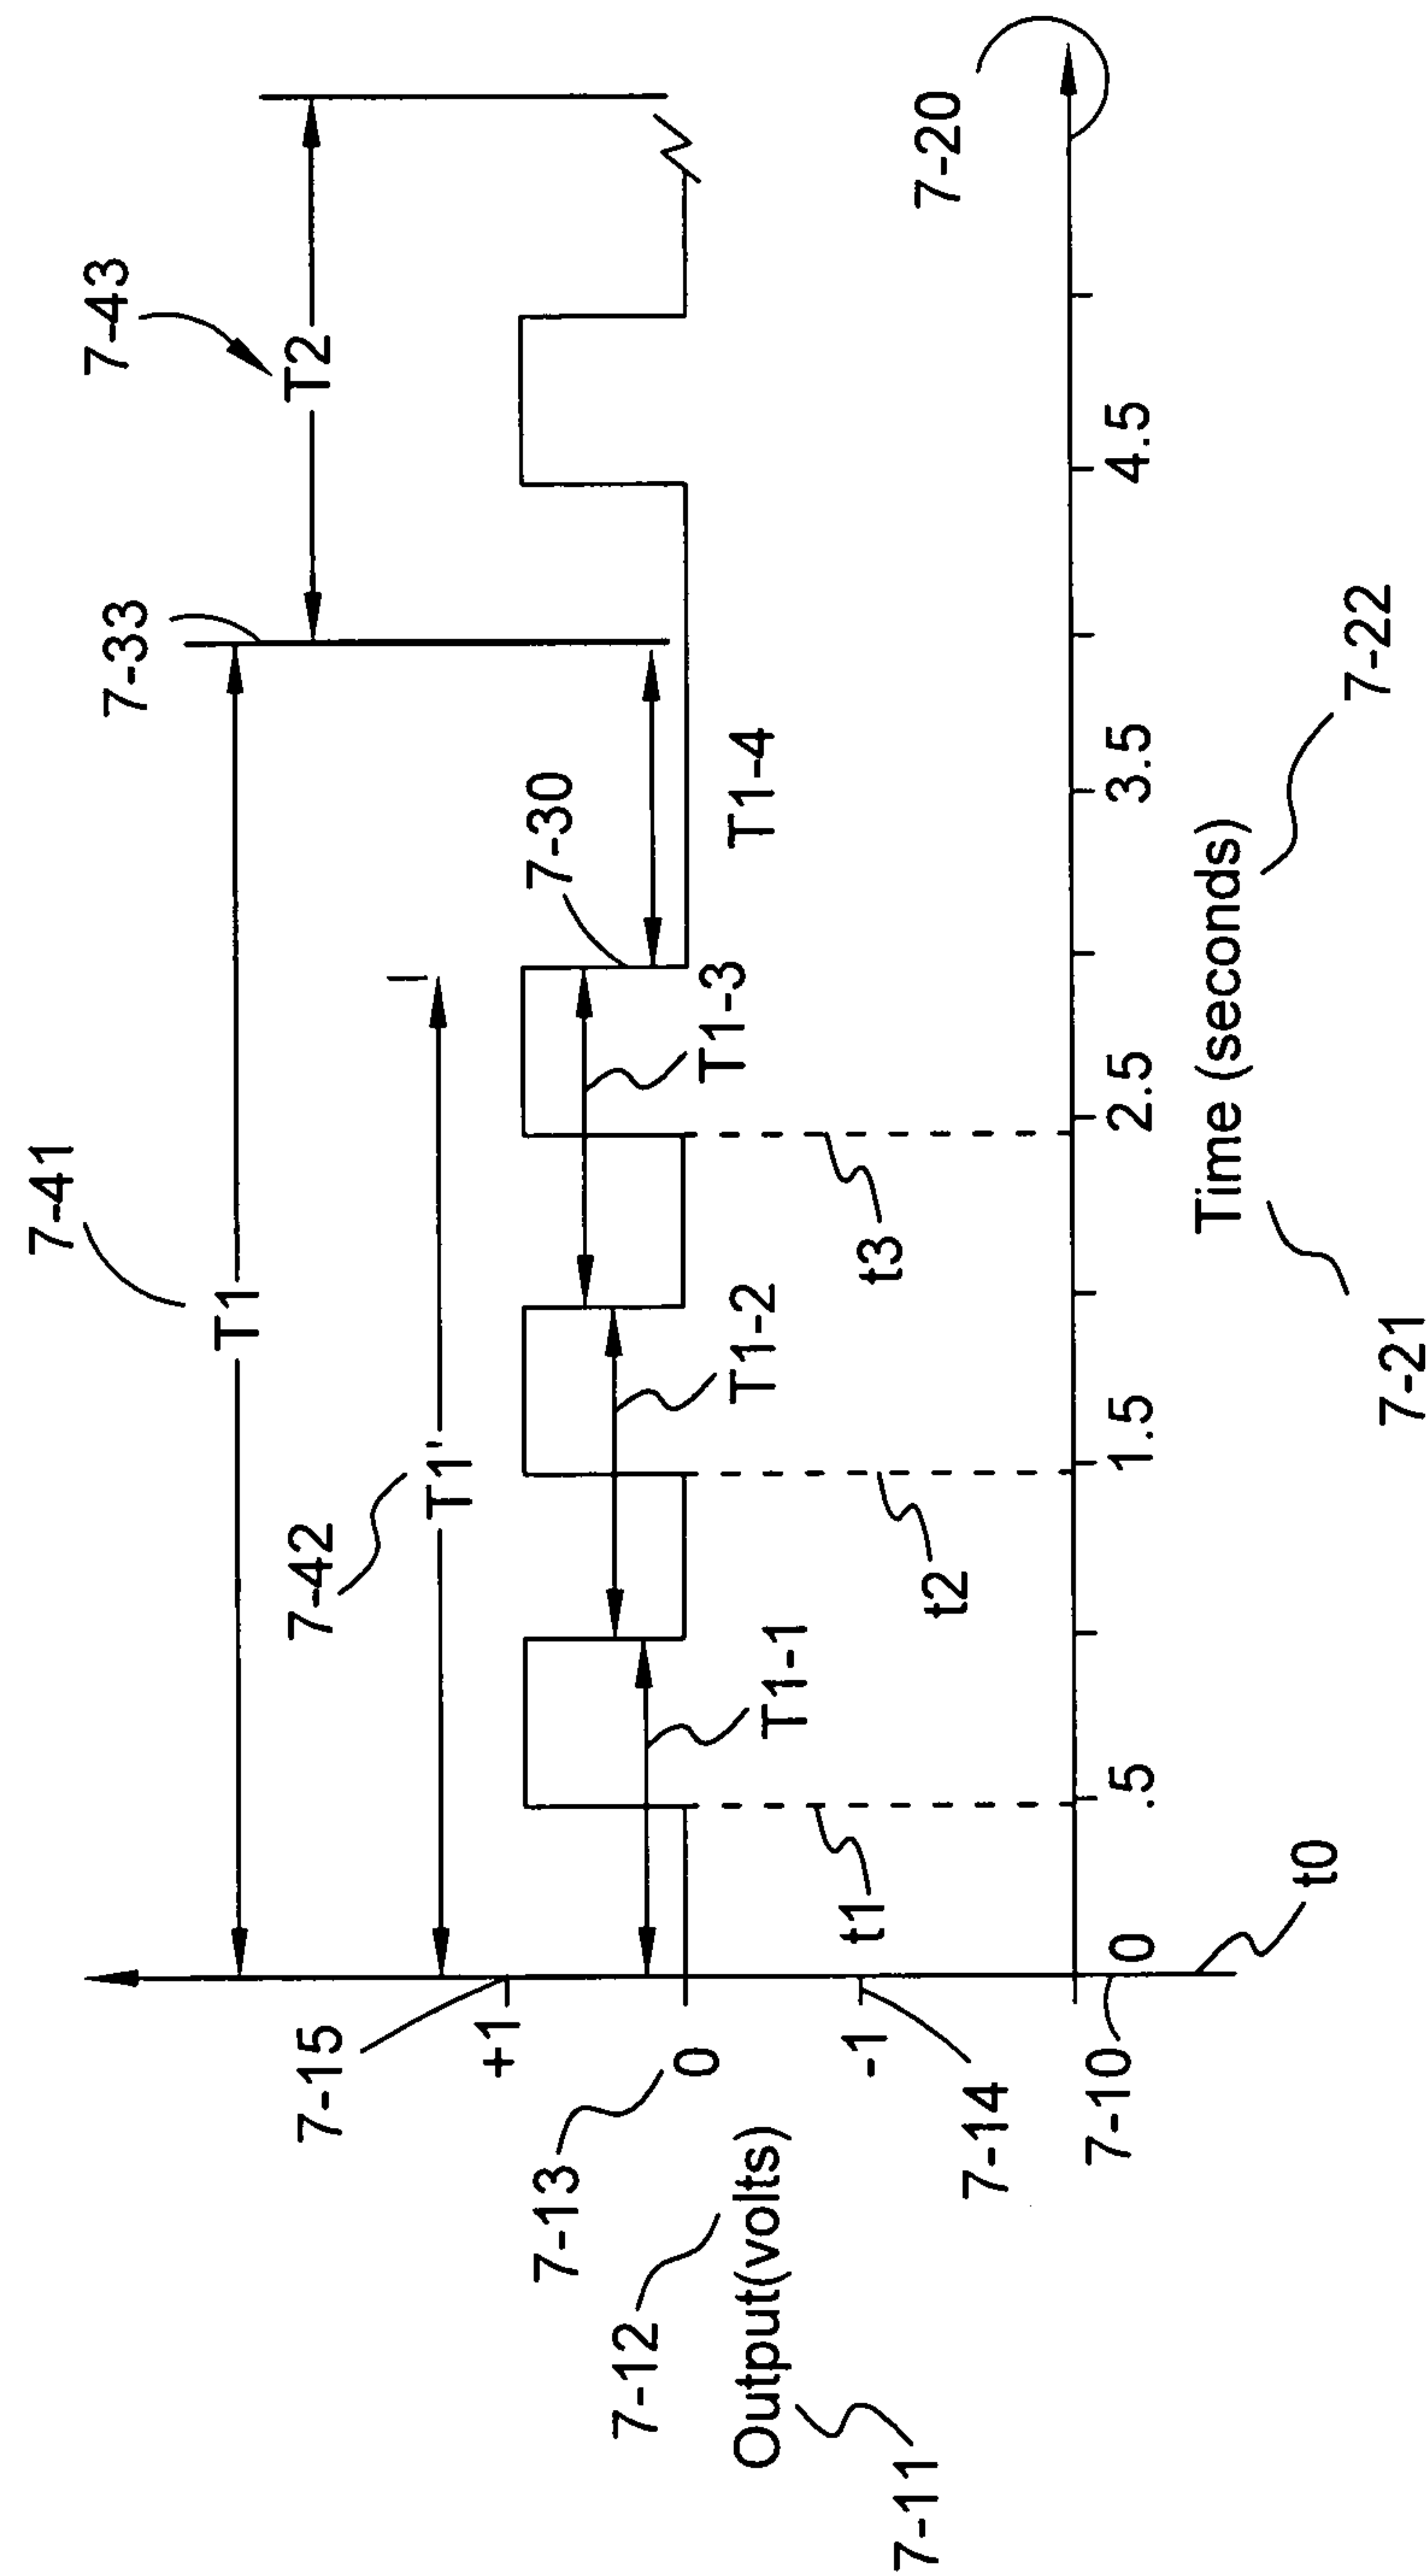 7-41
T1
7-33
7-43
T2
7-42
T1'
7-15
+1
7-30
7-13
0
T1-1
T1-2
T1-3
T1-4
7-12
Output(volts)
7-11
-1
7-14
t1
t2
t3
7-20
7-10
0
.5
1.5
2.5
3.5
4.5
t0
Time (seconds)
7-21
7-22